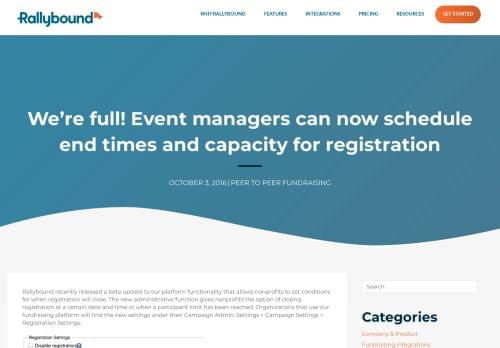 Rallybound
WHY RALLYBOUND
FEATURES
INTEGRATIONS
PRICING
RESOURCES
GET STARTED
We're full! Event managers can now schedule
end times and capacity for registration
OCTOBER 3, 2016 | PEER TO PEER FUNDRAISING
Rallybound recently released a beta update to our platform functionality that allows nonprofits to set conditions
for when registration will close. The new administrative function gives nonprofits the option of closing
registration at a certain date and time or when a participant limit has been reached. Organizations that use our
fundraising platform will find the new settings under their Campaign Admin: Settings > Campaign Settings >
Registration Settings:
Registration Settings
Disable registrations
Search
Categories
Company & Product
Fundraising Integrations